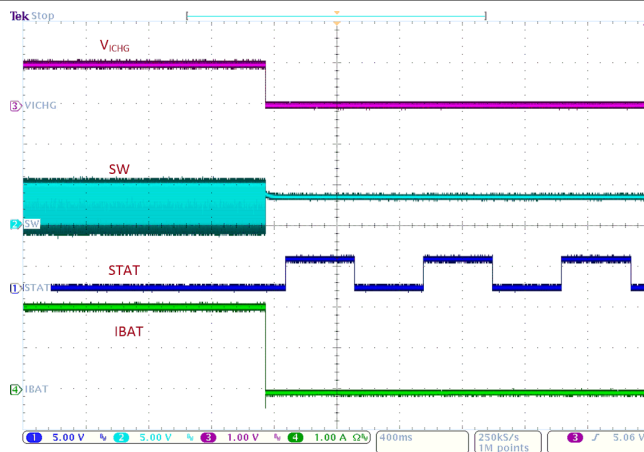 Tek Stop
VICHG
3 VICHG
SW
2 SW
STAT
1 STAT
IBAT
4 IBAT
1 5.00 V 2 5.00 V 3 1.00 V 4 1.00 A Ω 400ms 250kS/s 3 5.06 V
1M points